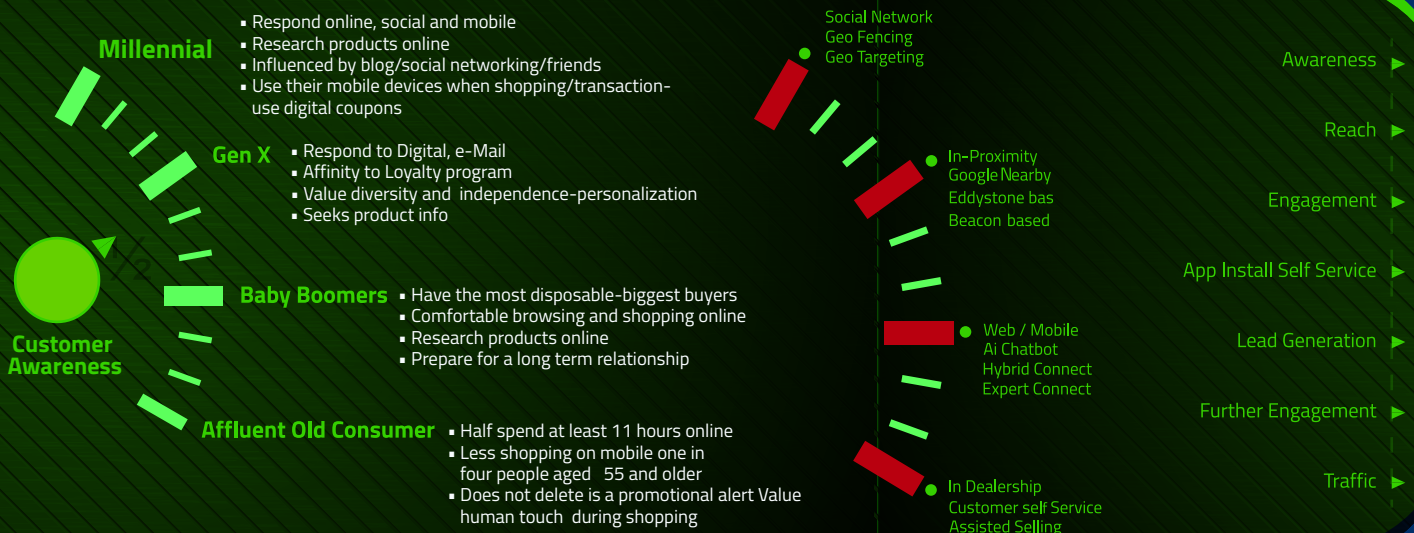 Millennial
▪ Respond online, social and mobile
▪ Research products online
▪ Influenced by blog/social networking/friends
▪ Use their mobile devices when shopping/transaction-
use digital coupons
Gen X
▪ Respond to Digital, e-Mail
▪ Affinity to Loyalty program
▪ Value diversity and independence-personalization
▪ Seeks product info
Customer
Awareness
Baby Boomers
▪ Have the most disposable-biggest buyers
▪ Comfortable browsing and shopping online
▪ Research products online
▪ Prepare for a long term relationship
Affluent Old Consumer
▪ Half spend at least 11 hours online
▪ Less shopping on mobile one in
four people aged 55 and older
▪ Does not delete is a promotional alert Value
human touch during shopping
Social Network
Geo Fencing
Geo Targeting
In-Proximity
Google Nearby
Eddystone bas
Beacon based
Web / Mobile
Ai Chatbot
Hybrid Connect
Expert Connect
In Dealership
Customer self Service
Assisted Selling
Awareness
Reach
Engagement
App Install Self Service
Lead Generation
Further Engagement
Traffic